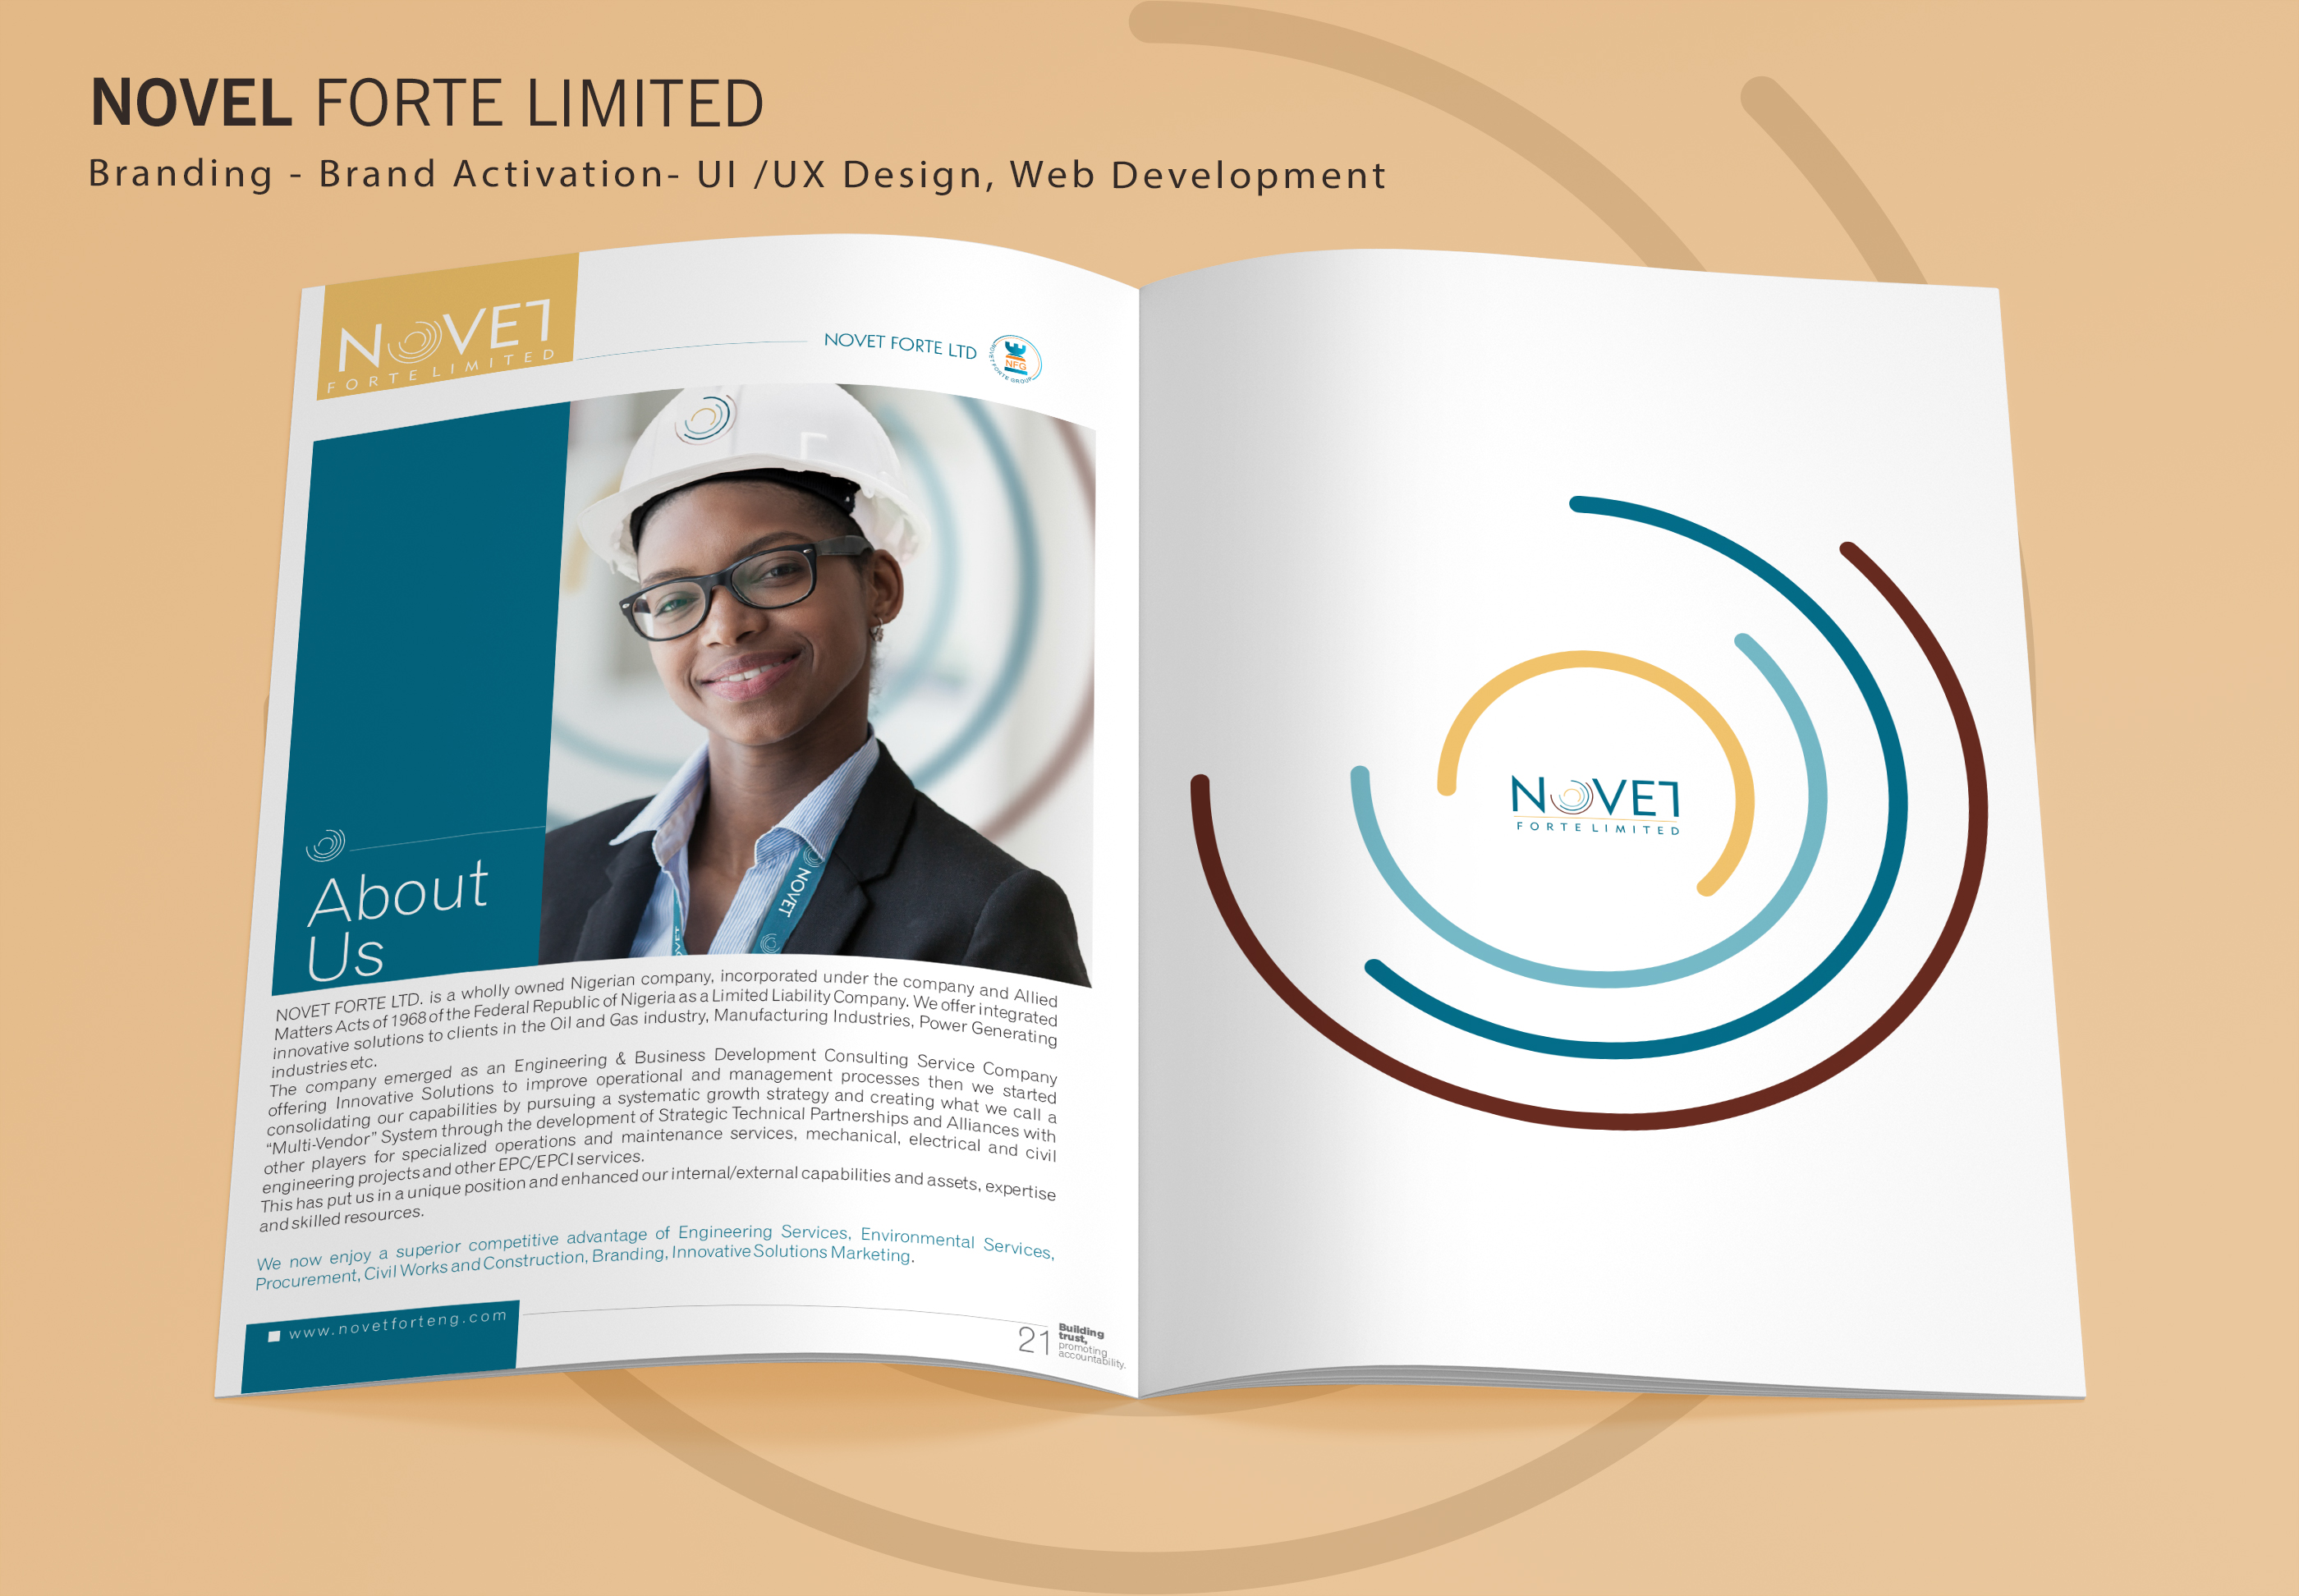 NOVEL FORTE LIMITED
Branding - Brand Activation- UI /UX Design, Web Development
NOVET
FORTE LIMITED
NOVET FORTE LTD
NFG
NOVET FORTE GROUP
NOVET
About
Us
NOVET FORTE LTD. is a wholly owned Nigerian company, incorporated under the company and Allied
Matters Acts of 1968 of the Federal Republic of Nigeria as a Limited Liability Company. We offer integrated
innovative solutions to clients in the Oil and Gas industry, Manufacturing Industries, Power Generating
industries etc.
The company emerged as an Engineering & Business Development Consulting Service Company
offering Innovative Solutions to improve operational and management processes then we started
consolidating our capabilities by pursuing a systematic growth strategy and creating what we call a
“Multi-Vendor” System through the development of Strategic Technical Partnerships and Alliances with
other players for specialized operations and maintenance services, mechanical, electrical and civil
engineering projects and other EPC/EPCI services.
This has put us in a unique position and enhanced our internal/external capabilities and assets, expertise
and skilled resources.
We now enjoy a superior competitive advantage of Engineering Services, Environmental Services,
Procurement, Civil Works and Construction, Branding, Innovative Solutions Marketing.
www.novetforteng.com
21
Building
trust,
promoting
accountability.
NOVET
FORTE LIMITED